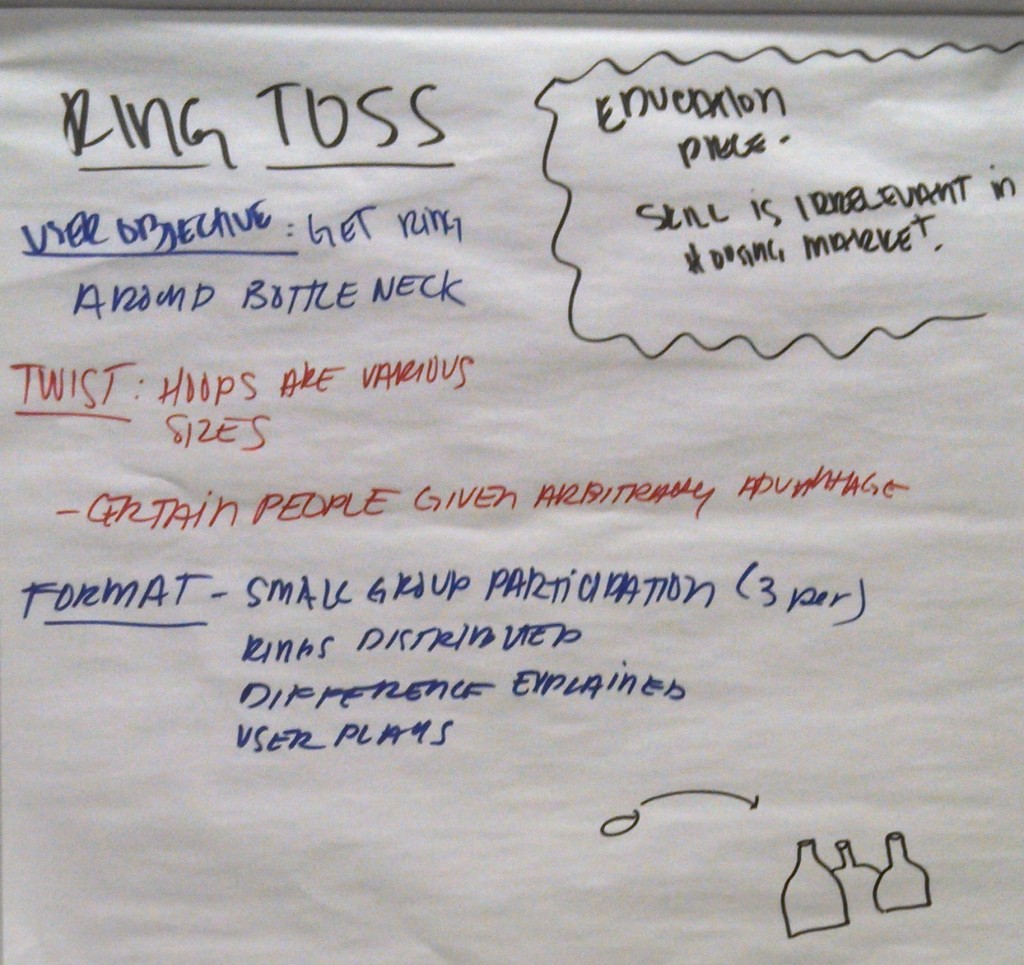 RING TOSS
USER OBJECTIVE: GET RING
AROUND BOTTLE NECK
TWIST: HOOPS ARE VARIOUS
SIZES
- CERTAIN PEOPLE GIVEN ARBITRARY ADVANTAGE
FORMAT - SMALL GROUP PARTICIPATION (3 per)
RINGS DISTRIBUTED
DIFFERENCE EXPLAINED
USER PLAYS
EDUCATION
PIECE.
SKILL IS IRRELEVANT IN
HOUSING MARKET.